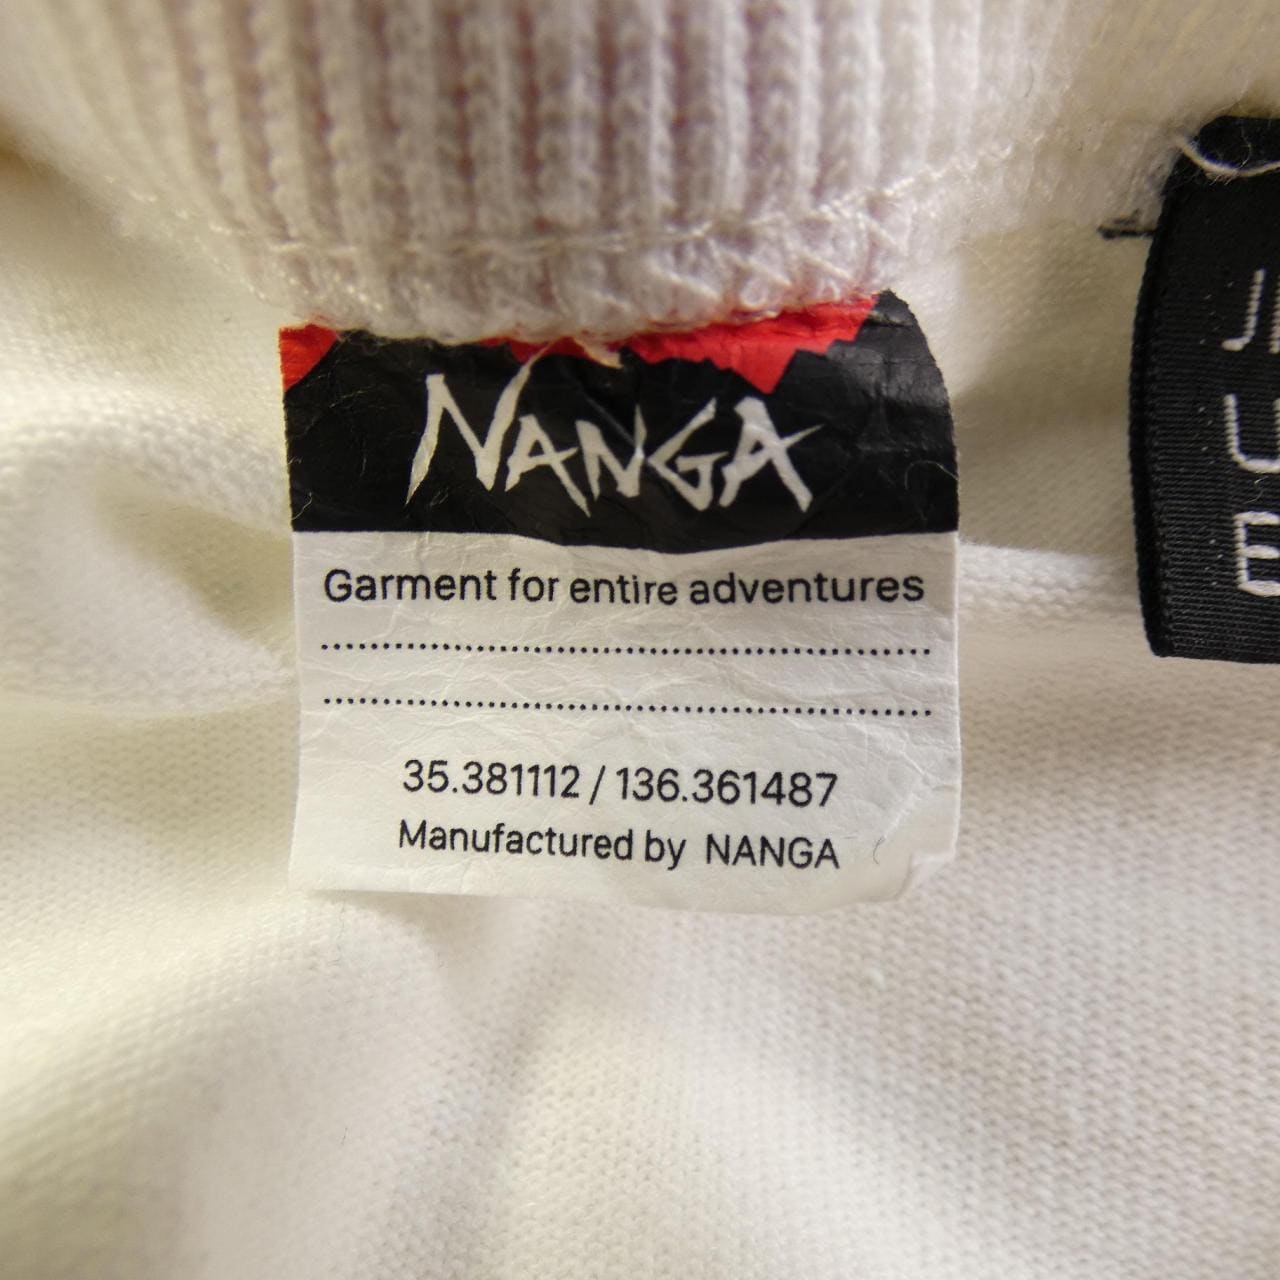 NANGA
Garment for entire adventures
35.381112 / 136.361487
Manufactured by NANGA